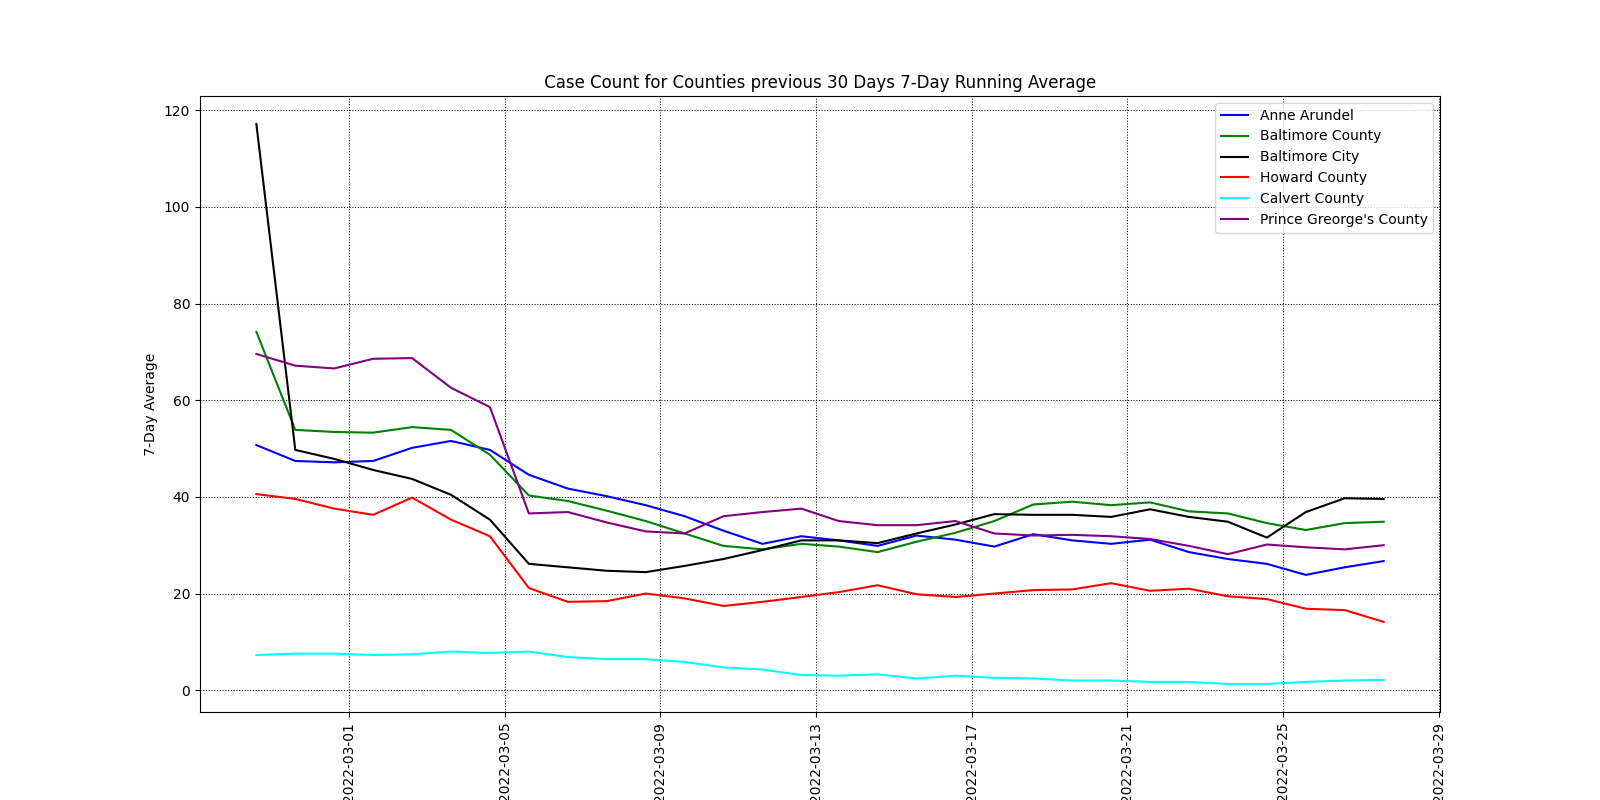 Case Count for Counties previous 30 Days 7-Day Running Average
120
100
80
60
40
20
0
7-Day Average
Anne Arundel
Baltimore County
Baltimore City
Howard County
Calvert County
Prince Greorge's County
2022-03-01
2022-03-05
2022-03-09
2022-03-13
2022-03-17
2022-03-21
2022-03-25
2022-03-29